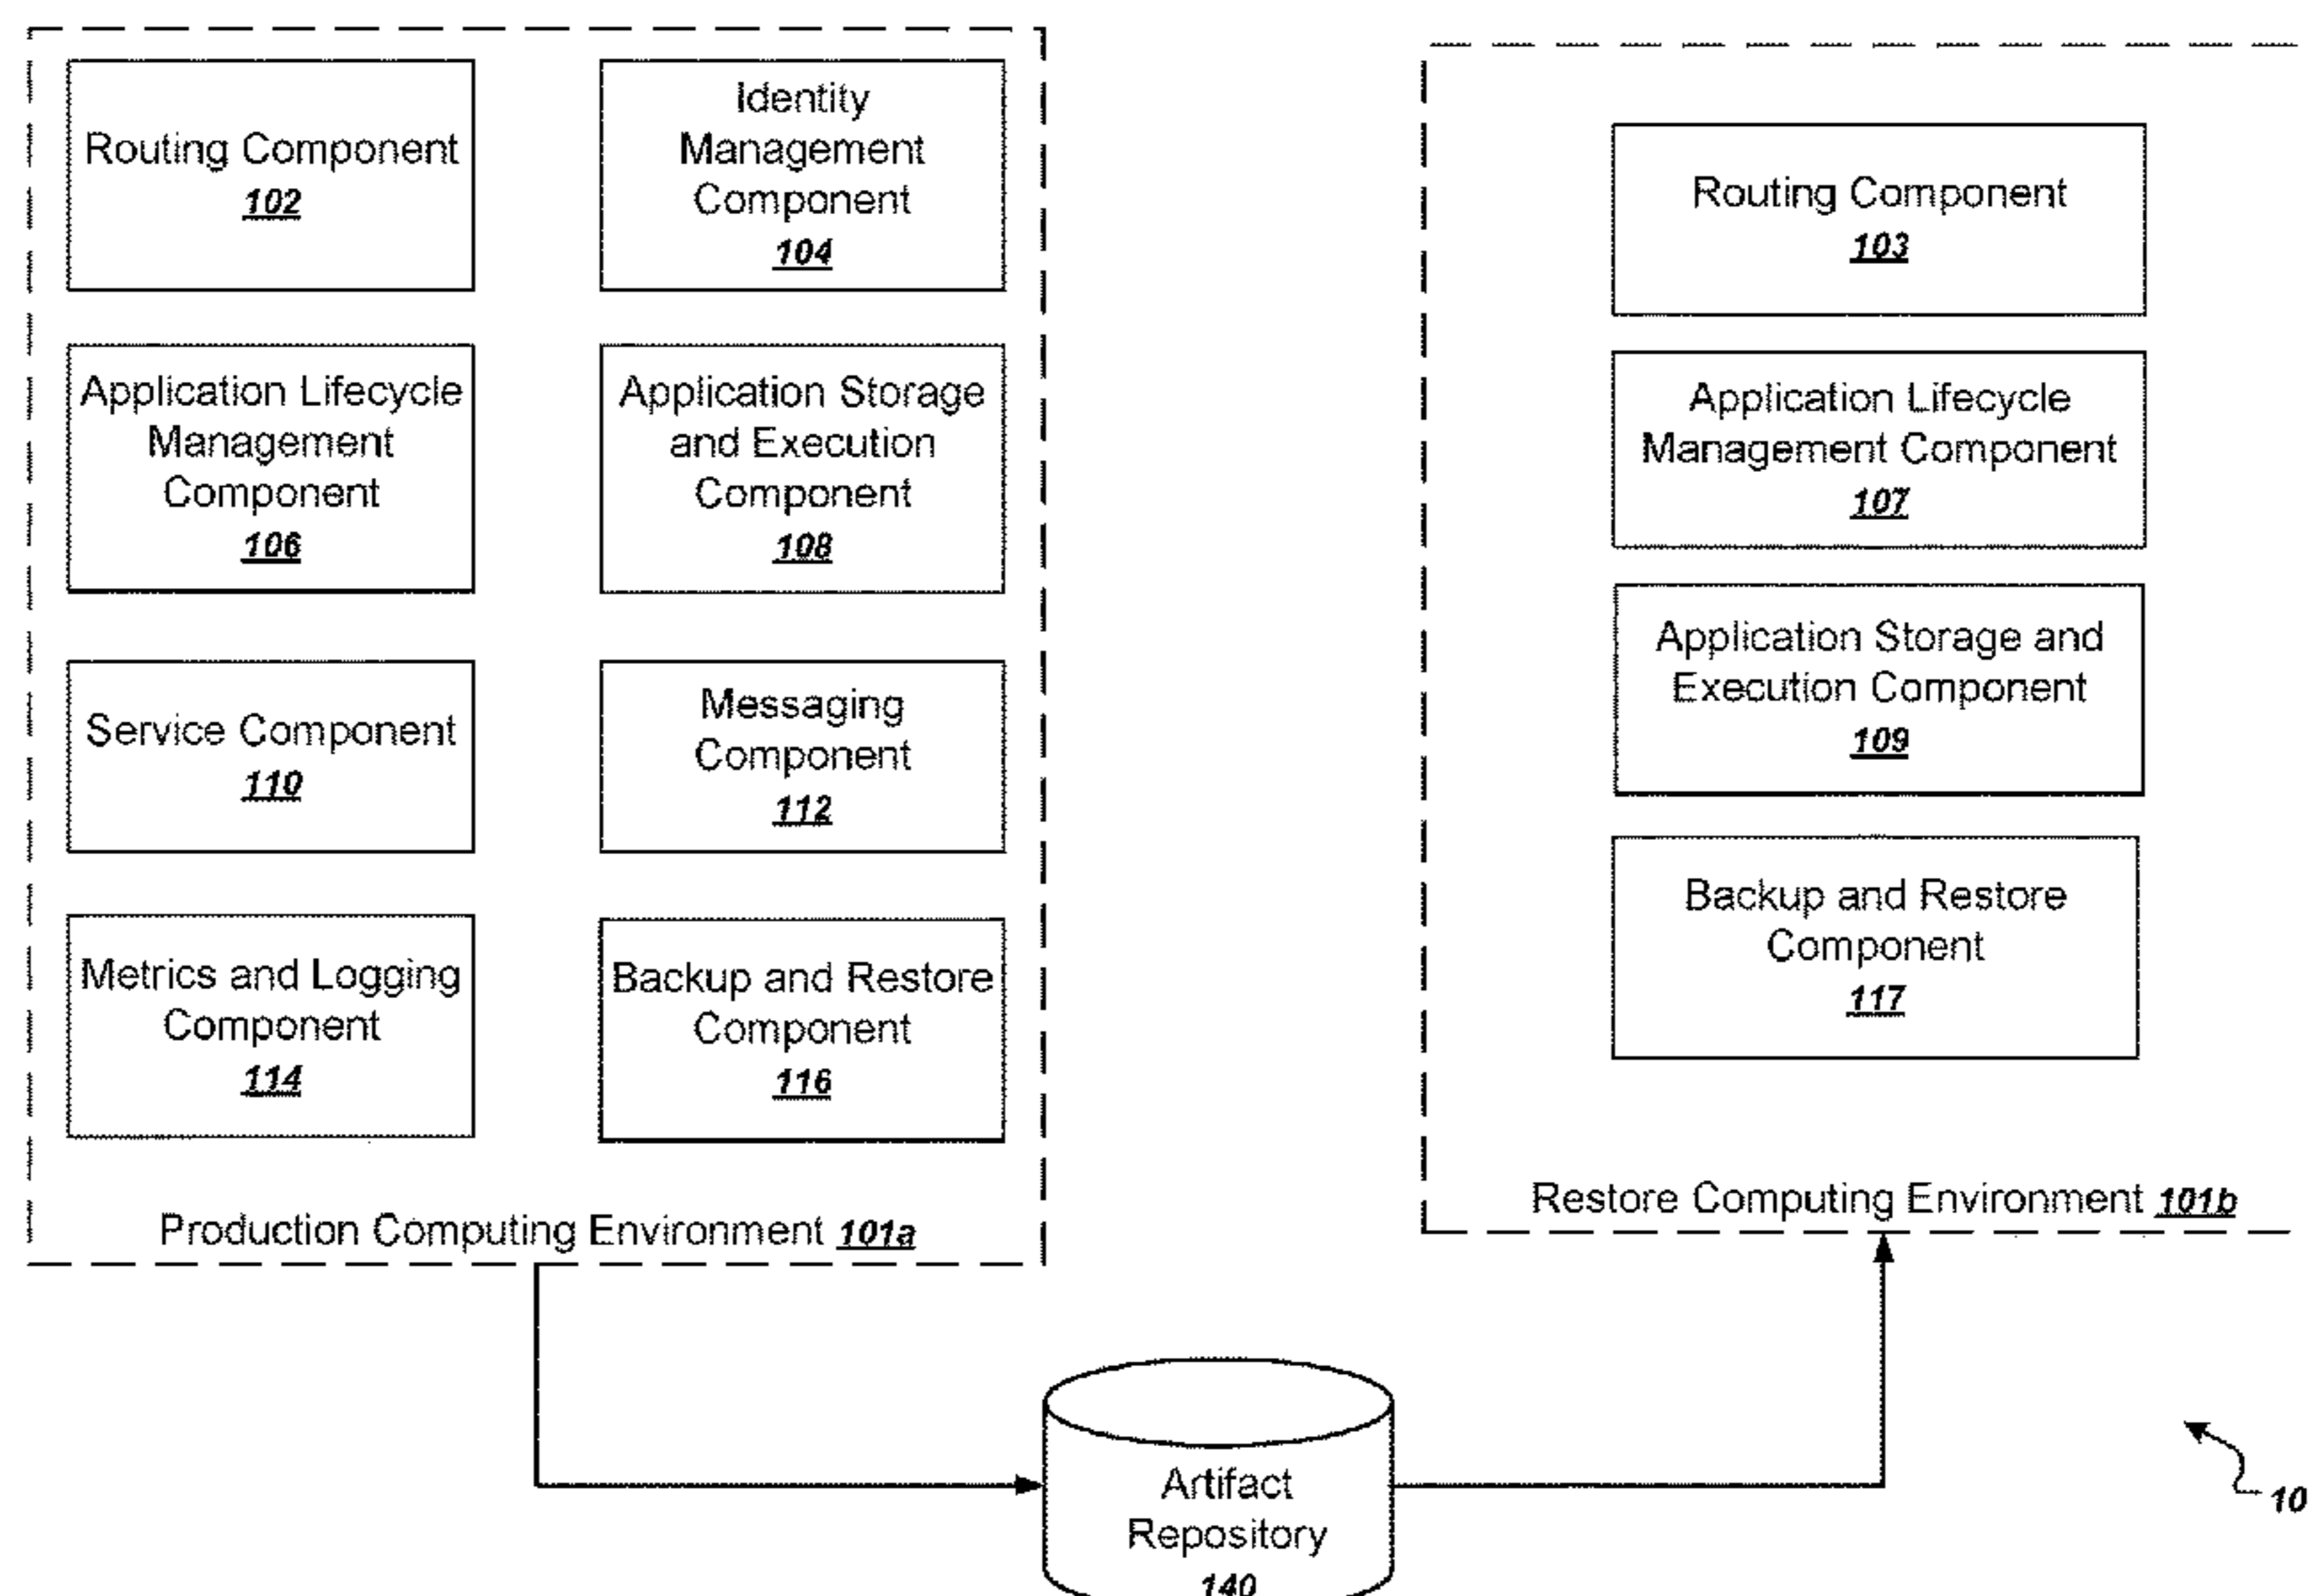 Routing Component
102
Identity
Management
Component
104
Application Lifecycle
Management
Component
106
Application Storage
and Execution
Component
108
Service Component
110
Messaging
Component
112
Metrics and Logging
Component
114
Backup and Restore
Component
116
Production Computing Environment 101a
Routing Component
103
Application Lifecycle
Management Component
107
Application Storage and
Execution Component
109
Backup and Restore
Component
117
Restore Computing Environment 101b
Artifact
Repository
140
10